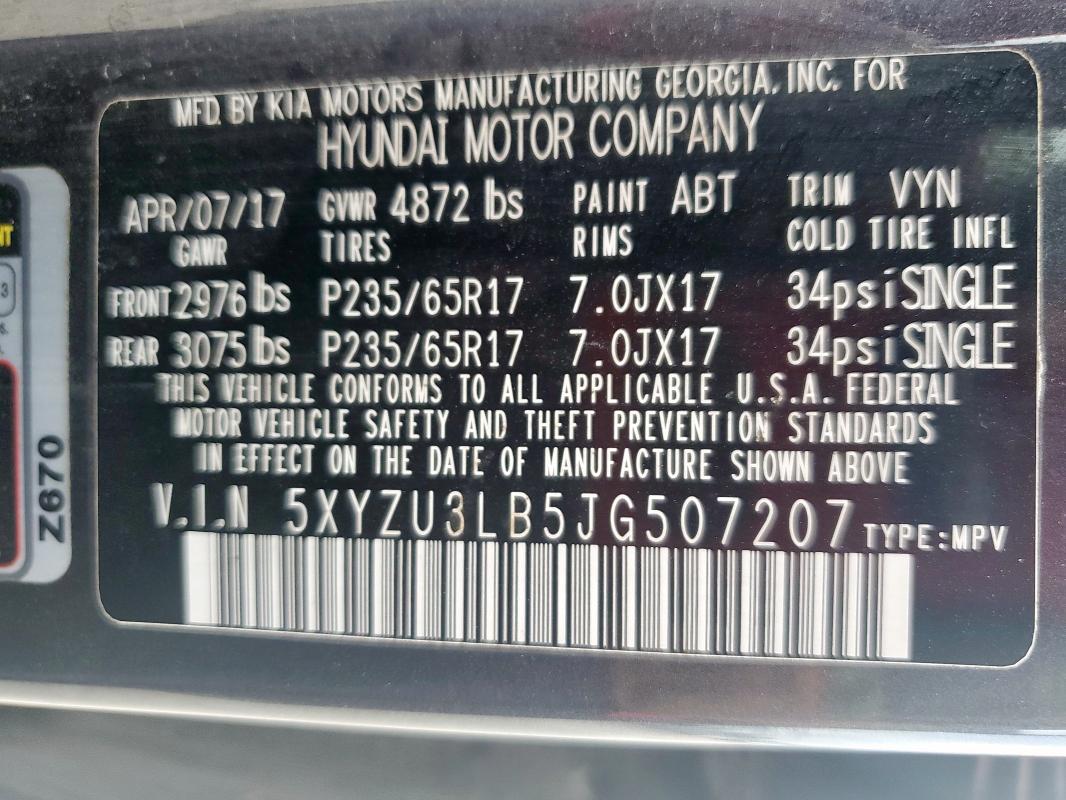 MFD. BY KIA MOTORS MANUFACTURING GEORGIA, INC. FOR
HYUNDAI MOTOR COMPANY
APR/07/17 GVWR 4872 lbs PAINT ABT TRIM VYN
GAWR TIRES RIMS COLD TIRE INFL
FRONT 2976 lbs P235/65R17 7.0JX17 34psi SINGLE
REAR 3075 lbs P235/65R17 7.0JX17 34psi SINGLE
THIS VEHICLE CONFORMS TO ALL APPLICABLE U.S.A. FEDERAL
MOTOR VEHICLE SAFETY AND THEFT PREVENTION STANDARDS
IN EFFECT ON THE DATE OF MANUFACTURE SHOWN ABOVE
V.I.N 5XYZU3LB5JG507207 TYPE:MPV
Z670